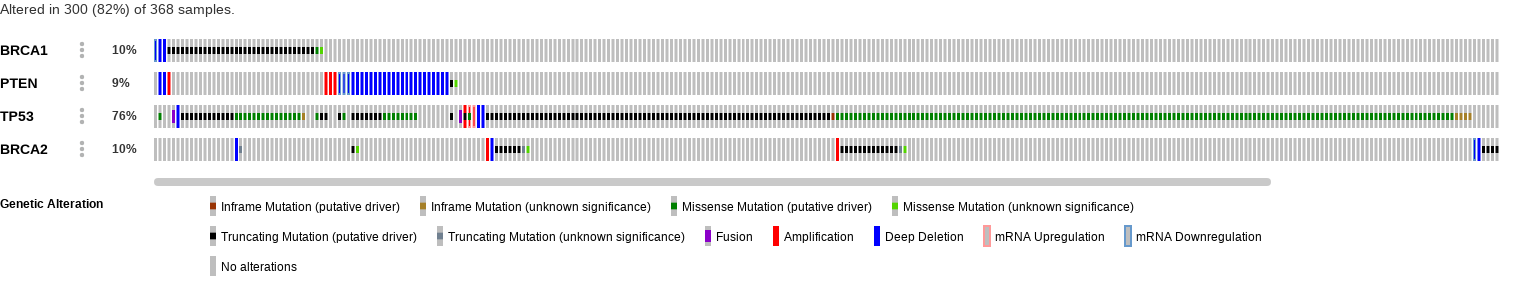 Altered in 300 (82%) of 368 samples.
BRCA1 10%
PTEN 9%
TP53 76%
BRCA2 10%
Genetic Alteration Inframe Mutation (putative driver) Inframe Mutation (unknown significance) Missense Mutation (putative driver) Missense Mutation (unknown significance)
Truncating Mutation (putative driver) Truncating Mutation (unknown significance) Fusion Amplification Deep Deletion mRNA Upregulation mRNA Downregulation
No alterations